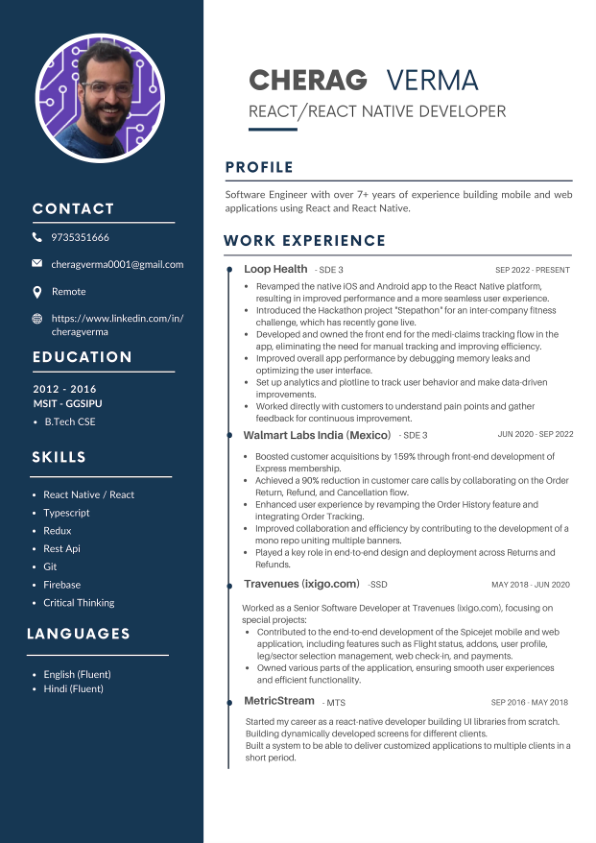 CHERAG VERMA
REACT/REACT NATIVE DEVELOPER
CONTACT
9735351666
cheragverma0001@gmail.com
Remote
https://www.linkedin.com/in/
cheragverma
EDUCATION
2012 - 2016
MSIT - GGSIPU
• B.Tech CSE
SKILLS
• React Native / React
• Typescript
• Redux
• Rest Api
• Git
• Firebase
• Critical Thinking
LANGUAGES
• English (Fluent)
• Hindi (Fluent)
PROFILE
Software Engineer with over 7+ years of experience building mobile and web
applications using React and React Native.
WORK EXPERIENCE
Loop Health - SDE 3 SEP 2022 - PRESENT
• Revamped the native iOS and Android app to the React Native platform,
resulting in improved performance and a more seamless user experience.
• Introduced the Hackathon project "Stepathon" for an inter-company fitness
challenge, which has recently gone live.
• Developed and owned the front end for the medi-claims tracking flow in the
app, eliminating the need for manual tracking and improving efficiency.
• Improved overall app performance by debugging memory leaks and
optimizing the user interface.
• Set up analytics and plotline to track user behavior and make data-driven
improvements.
• Worked directly with customers to understand pain points and gather
feedback for continuous improvement.
Walmart Labs India (Mexico) - SDE 3 JUN 2020 - SEP 2022
• Boosted customer acquisitions by 159% through front-end development of
Express membership.
• Achieved a 90% reduction in customer care calls by collaborating on the Order
Return, Refund, and Cancellation flow.
• Enhanced user experience by revamping the Order History feature and
integrating Order Tracking.
• Improved collaboration and efficiency by contributing to the development of a
mono repo uniting multiple banners.
• Played a key role in end-to-end design and deployment across Returns and
Refunds.
Travenues (ixigo.com) -SSD MAY 2018 - JUN 2020
Worked as a Senior Software Developer at Travenues (ixigo.com), focusing on
special projects:
• Contributed to the end-to-end development of the Spicejet mobile and web
application, including features such as Flight status, addons, user profile,
leg/sector selection management, web check-in, and payments.
• Owned various parts of the application, ensuring smooth user experiences
and efficient functionality.
MetricStream - MTS SEP 2016 - MAY 2018
Started my career as a react-native developer building UI libraries from scratch.
Building dynamically developed screens for different clients.
Built a system to be able to deliver customized applications to multiple clients in a
short period.